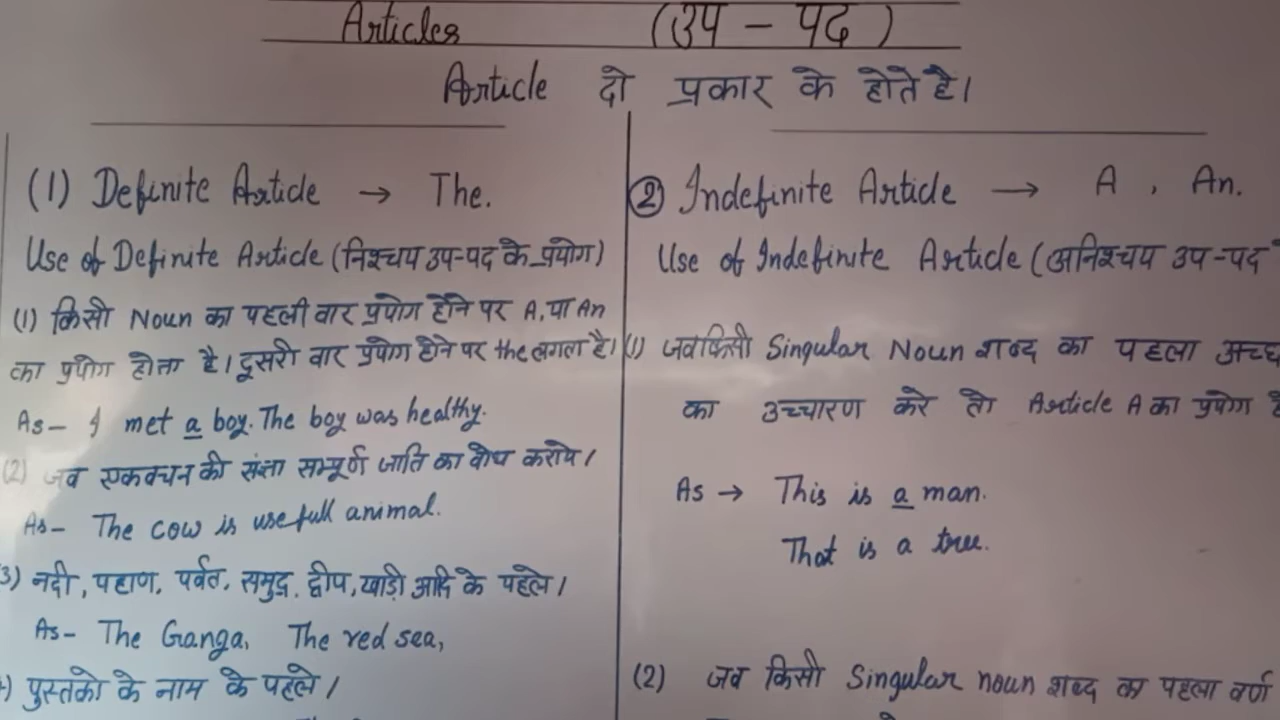 Articles (उप - पद)
Article दो प्रकार के होते है।
(1) Definite Article → The.
Use of Definite Article (निश्चय उप-पद के प्रयोग)
(1) किसी Noun का पहली वार प्रयोग होने पर A, या An
का प्रयोग होता है। दूसरी वार प्रयोग होने पर the लगता है।
As- I met a boy. The boy was healthy.
(2) जव एकवचन की संज्ञा सम्पूर्ण जाति का वोध कराये।
As- The cow is usefull animal.
3) नदी, पहाण, पर्वत, समुद्र, द्वीप, खाड़ी आदि के पहले।
As- The Ganga, The red sea,
) पुस्तको के नाम के पहले।
② Indefinite Article → A, An.
Use of Indefinite Article (अनिश्चय उप-पद
(1) जव किसी Singular Noun शब्द का पहला
का उच्चारण करे तो Article A का प्रयोग
As → This is a man.
That is a tree.
(2) जव किसी Singular noun शब्द का पहला वर्ण